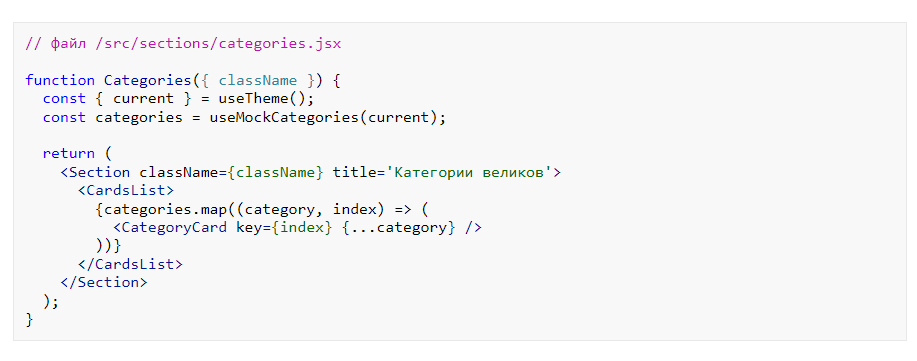 // файл /src/sections/categories.jsx

function Categories({ className }) {
  const { current } = useTheme();
  const categories = useMockCategories(current);

  return (
    <Section className={className} title='Категории великов'>
      <CardsList>
        {categories.map((category, index) => (
          <CategoryCard key={index} {...category} />
        ))}
      </CardsList>
    </Section>
  );
}